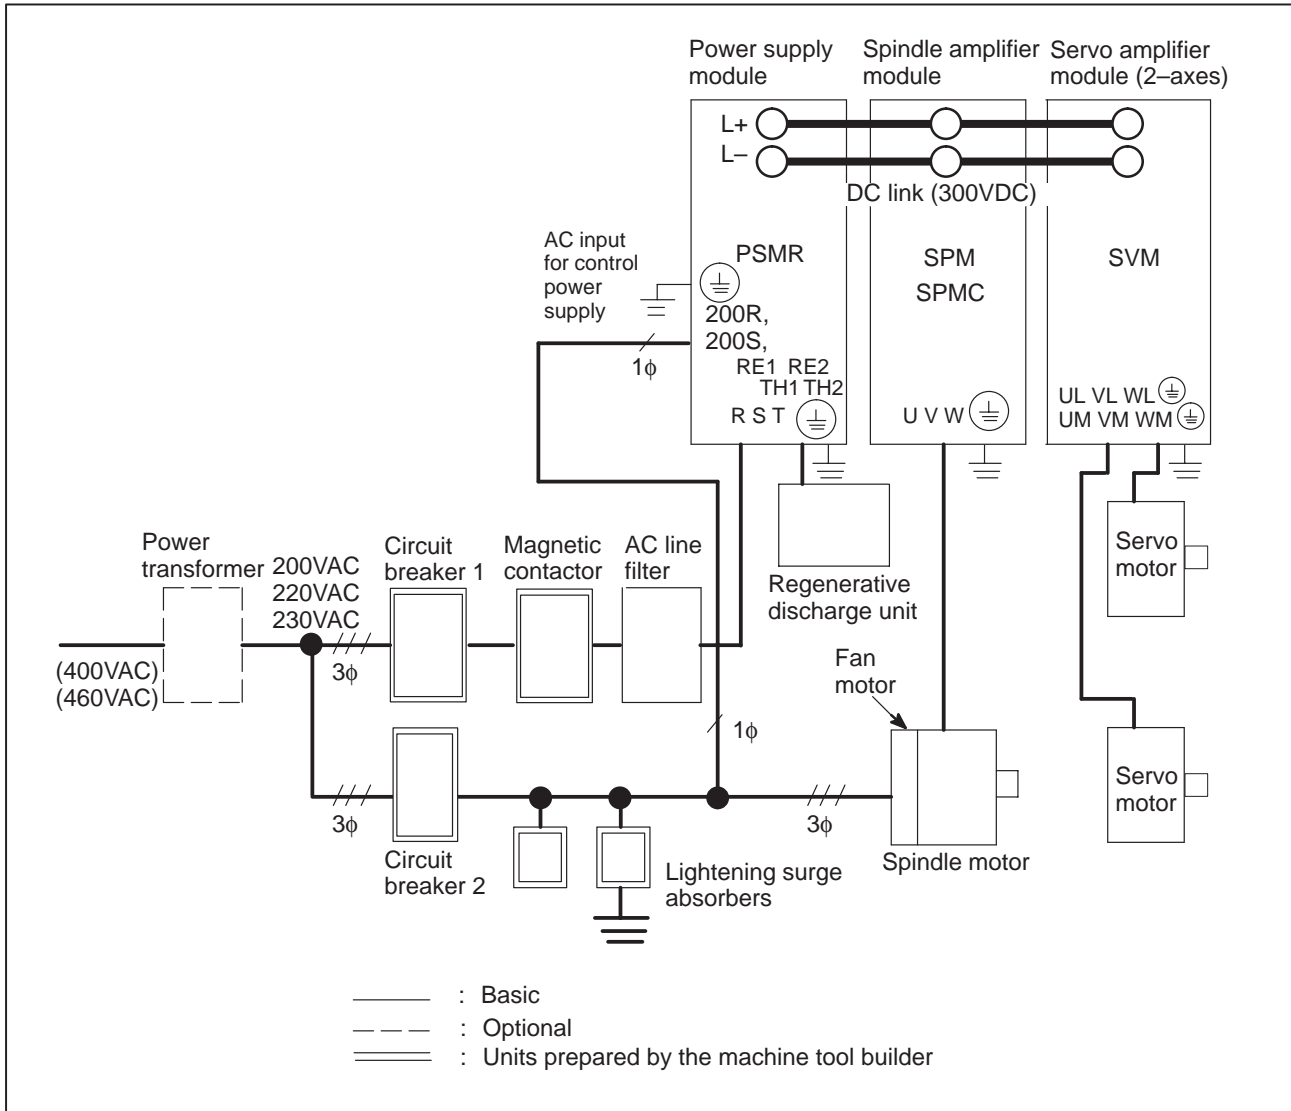 Power supply
module
Spindle amplifier
module
Servo amplifier
module (2–axes)
L+
L–
DC link (300VDC)
AC input
for control
power
supply
PSMR
SPM
SPMC
SVM
200R,
200S,
1ϕ
RE1 RE2
TH1 TH2
R S T
U V W
UL VL WL
UM VM WM
Power
transformer
200VAC
220VAC
230VAC
Circuit
breaker 1
Magnetic
contactor
AC line
filter
Regenerative
discharge unit
Servo
motor
(400VAC)
(460VAC)
3ϕ
Fan
motor
1ϕ
3ϕ
3ϕ
Servo
motor
Circuit
breaker 2
Lightening surge
absorbers
Spindle motor
: Basic
: Optional
: Units prepared by the machine tool builder